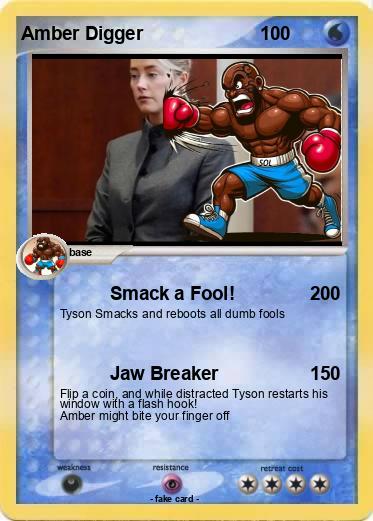 Amber Digger 100
SOL
base
Smack a Fool! 200
Tyson Smacks and reboots all dumb fools
Jaw Breaker 150
Flip a coin, and while distracted Tyson restarts his
window with a flash hook!
Amber might bite your finger off
weakness resistance retreat cost
- fake card -